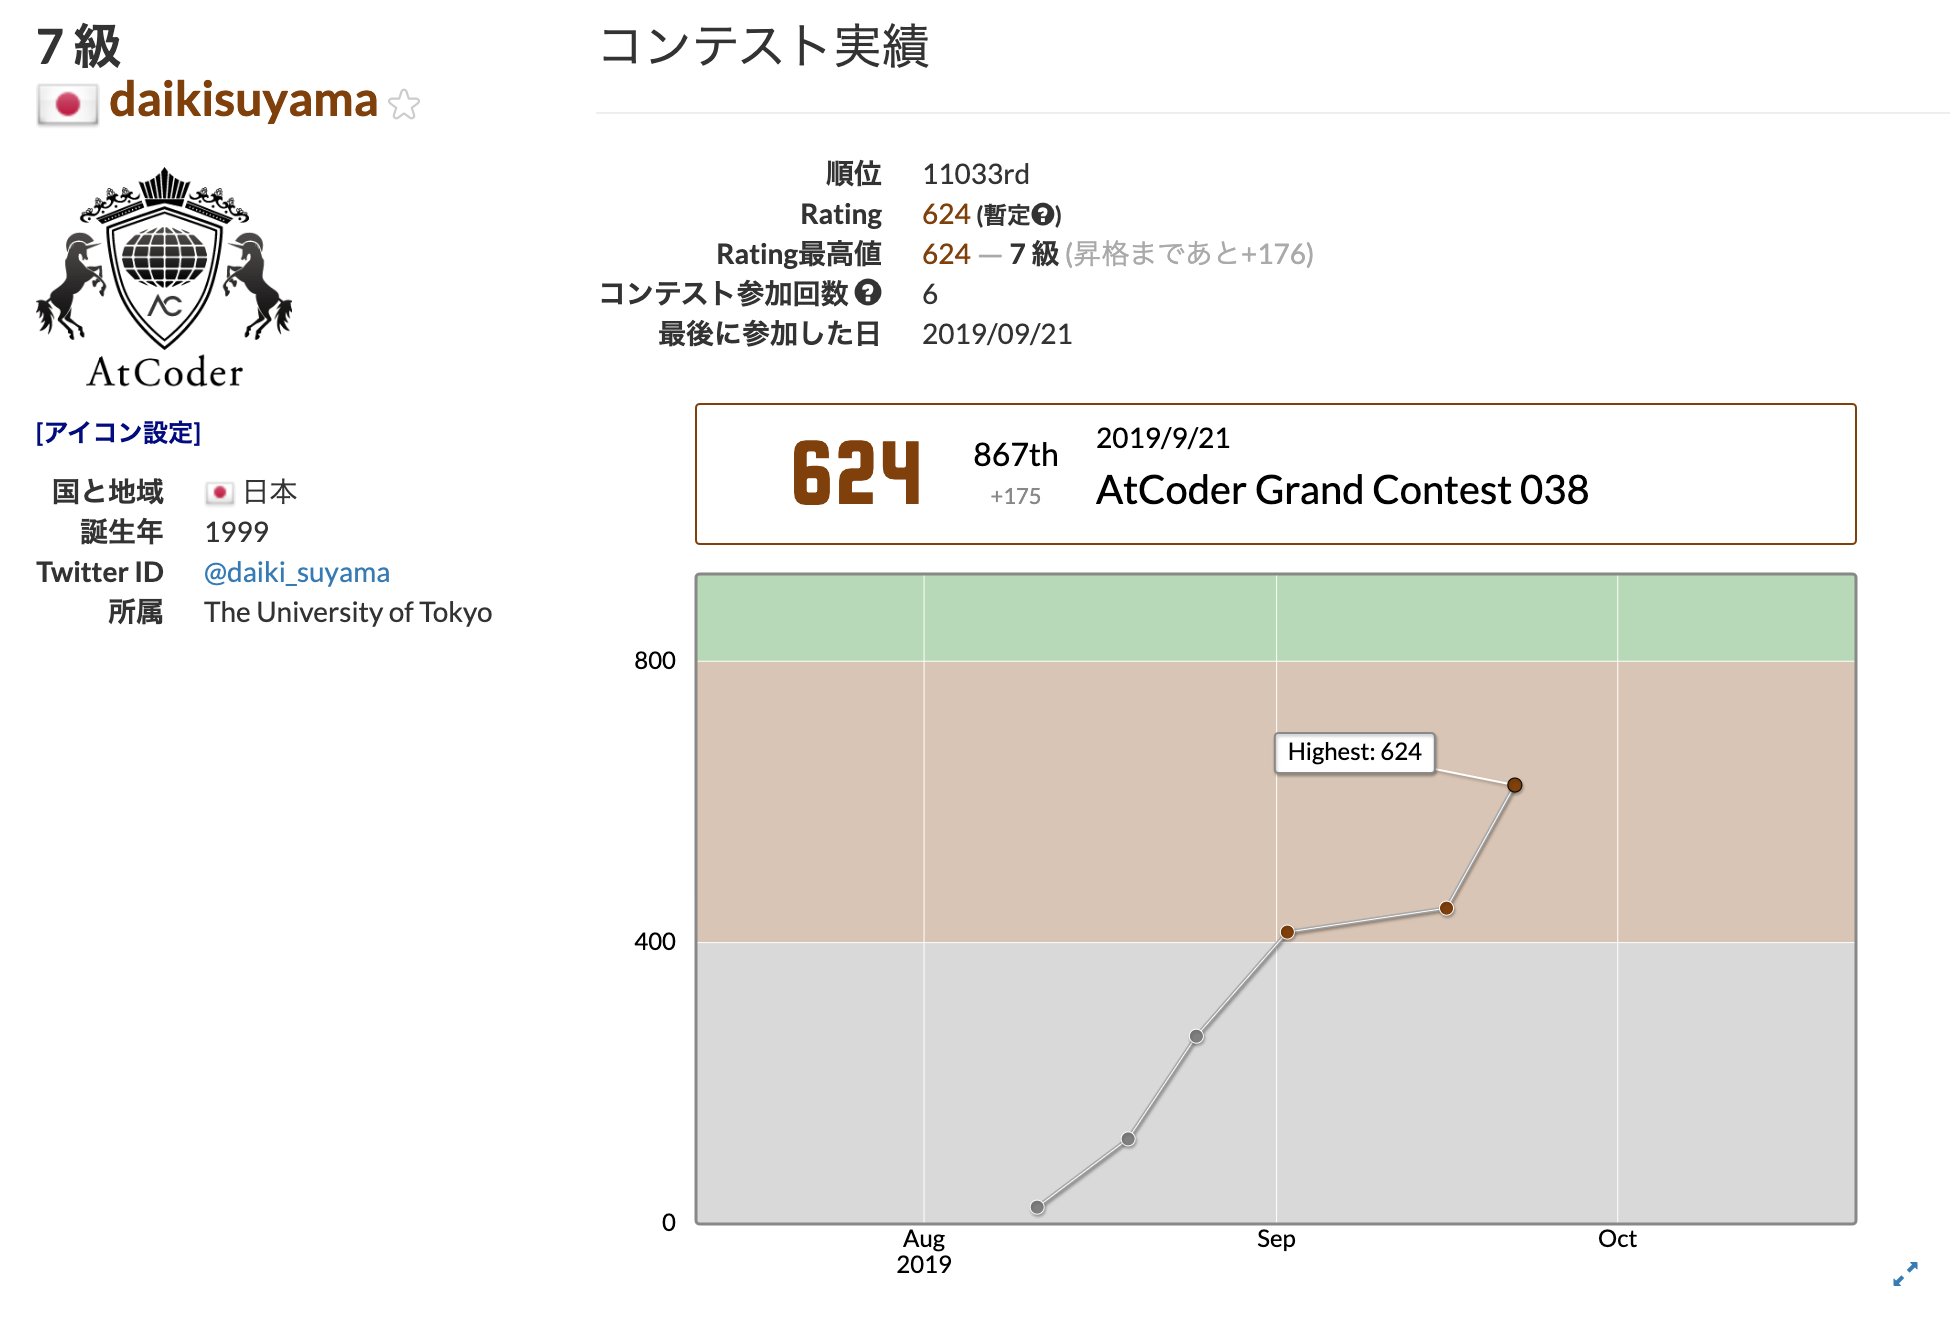 7 級
daikisuyama
AC
AtCoder
[アイコン設定]
国と地域 日本
誕生年 1999
Twitter ID @daiki_suyama
所属 The University of Tokyo
コンテスト実績
順位 11033rd
Rating 624 (暫定?)
Rating最高値 624 — 7 級 (昇格まであと+176)
コンテスト参加回数 ? 6
最後に参加した日 2019/09/21
624 867th +175
2019/9/21
AtCoder Grand Contest 038
800
Highest: 624
400
0
Aug Sep Oct
2019